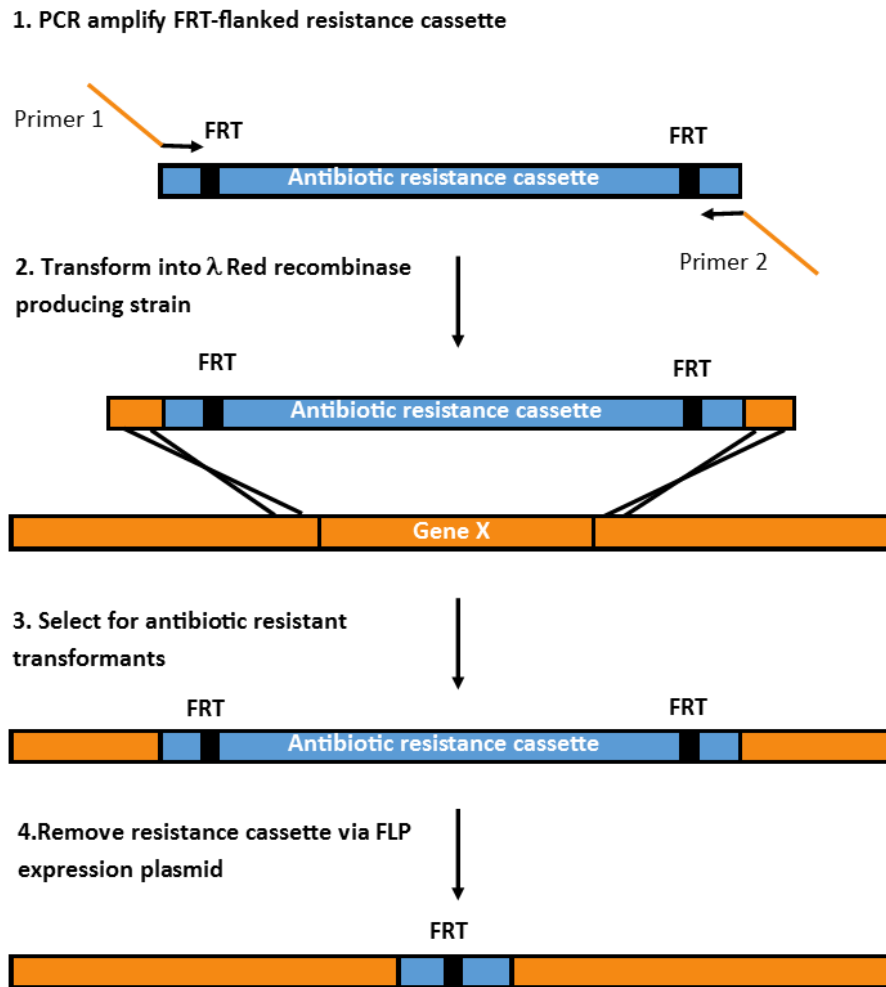 1. PCR amplify FRT-flanked resistance cassette
Primer 1
FRT
FRT
Antibiotic resistance cassette
Primer 2
2. Transform into λ Red recombinase
producing strain
FRT
FRT
Antibiotic resistance cassette
Gene X
3. Select for antibiotic resistant
transformants
FRT
FRT
Antibiotic resistance cassette
4.Remove resistance cassette via FLP
expression plasmid
FRT